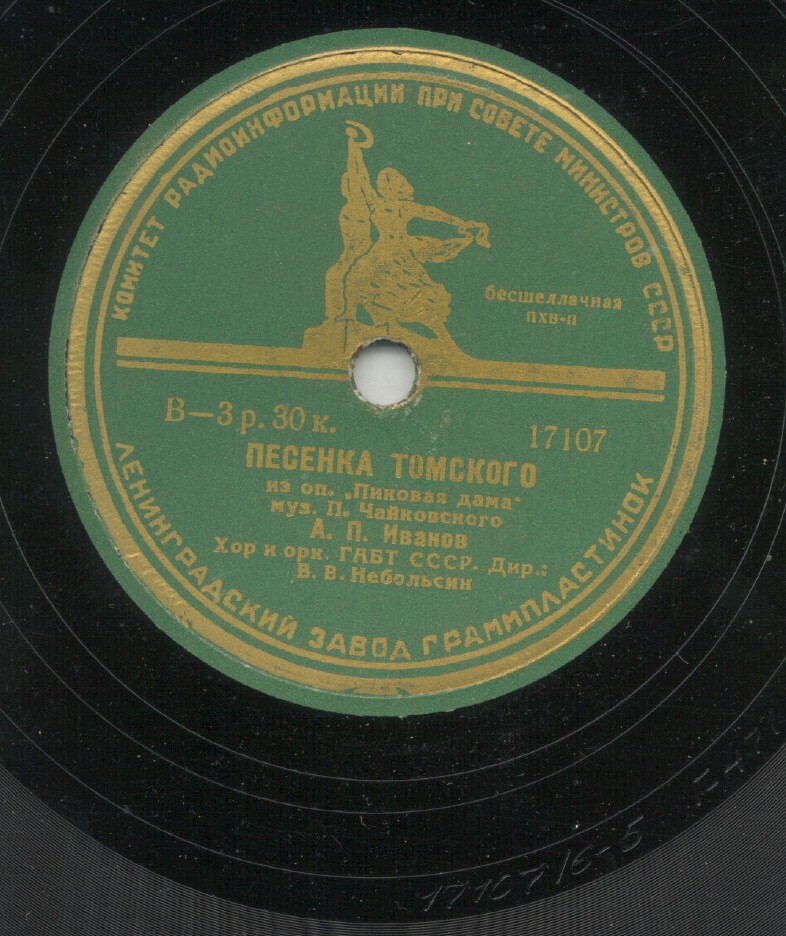 КОМИТЕТ РАДИОИНФОРМАЦИИ ПРИ СОВЕТЕ МИНИСТРОВ СССР
бесшеллачная
ПХВ-П
В—3 р. 30 к.
17107
ПЕСЕНКА ТОМСКОГО
из оп. „Пиковая дама"
муз. П. Чайковского
А. П. Иванов
Хор и орк. ГАБТ СССР. Дир.:
В. В. Небольсин
ЛЕНИНГРАДСКИЙ ЗАВОД ГРАММПЛАСТИНОК